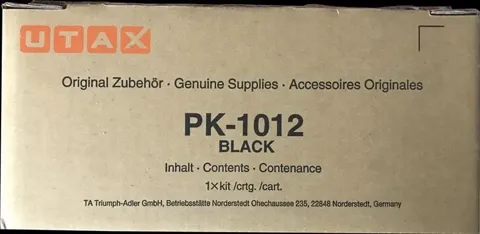 UTAX
Original Zubehör · Genuine Supplies · Accessoires Originales
PK-1012
BLACK
Inhalt · Contents · Contenance
1×kit /crtg. /cart.
TA Triumph-Adler GmbH, Betriebsstätte Norderstedt Ohechaussee 235, 22848 Norderstedt, Germany